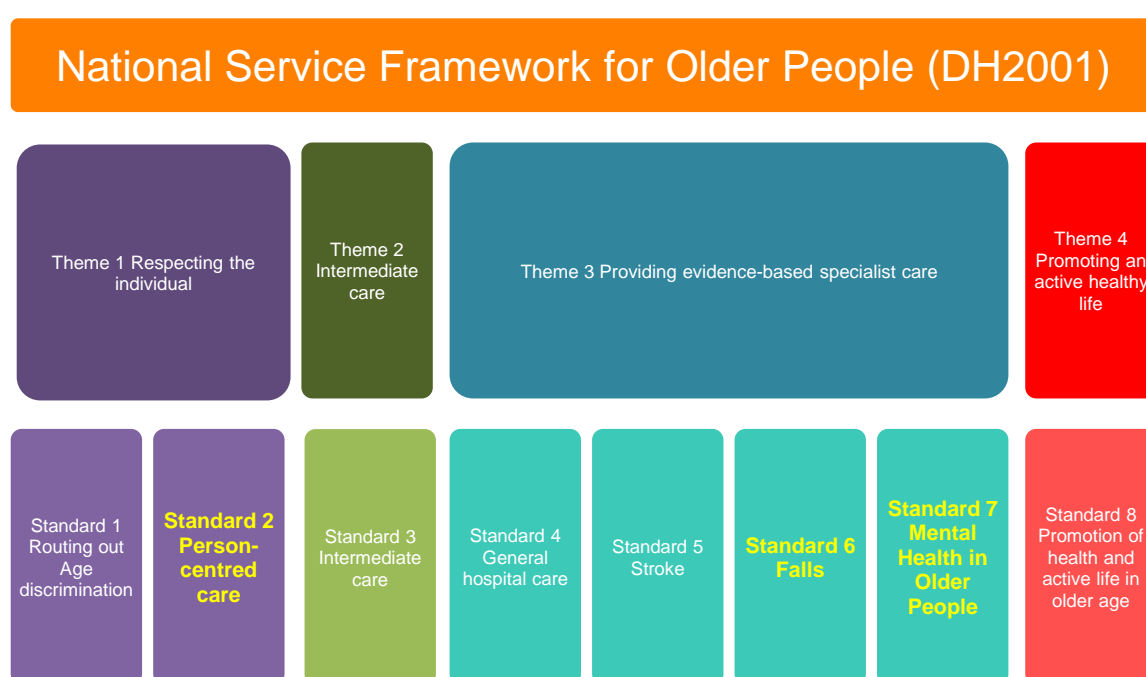 National Service Framework for Older People (DH2001)
Theme 1 Respecting the
individual
Theme 2
Intermediate
care
Theme 3 Providing evidence-based specialist care
Theme 4
Promoting an
active healthy
life
Standard 1
Routing out
Age
discrimination
Standard 2
Person-
centred
care
Standard 3
Intermediate
care
Standard 4
General
hospital care
Standard 5
Stroke
Standard 6
Falls
Standard 7
Mental
Health in
Older
People
Standard 8
Promotion of
health and
active life in
older age